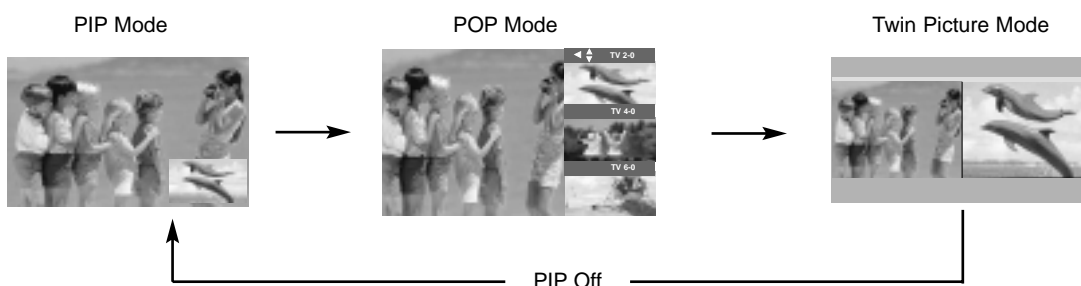 PIP Mode
POP Mode
Twin Picture Mode
TV 2-0
TV 4-0
TV 6-0
PIP Off